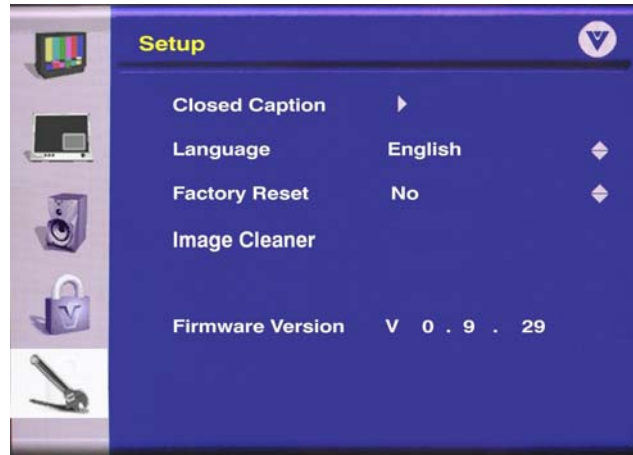 Setup
Closed Caption
Language English
Factory Reset No
Image Cleaner
Firmware Version V 0 . 9 . 29